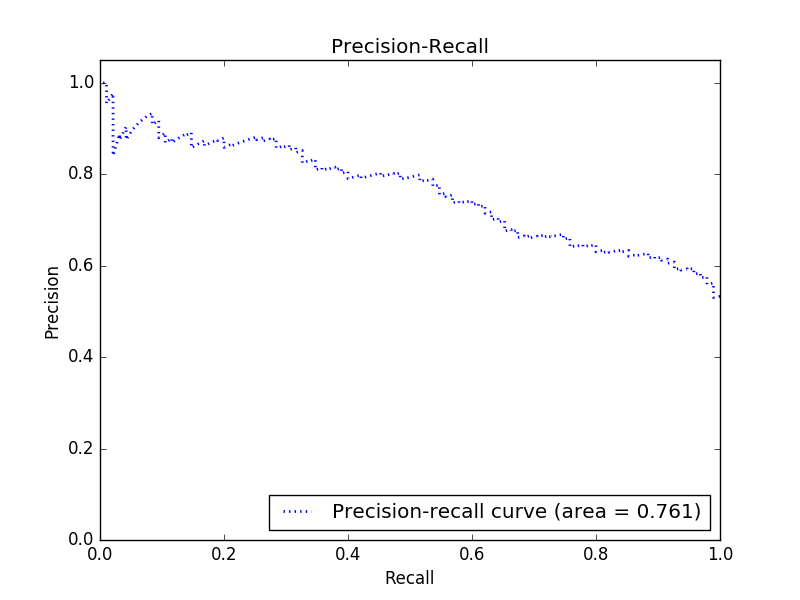 Precision-Recall
1.0
0.8
0.6
0.4
0.2
0.0
Precision
Precision-recall curve (area = 0.761)
0.0 0.2 0.4 0.6 0.8 1.0
Recall